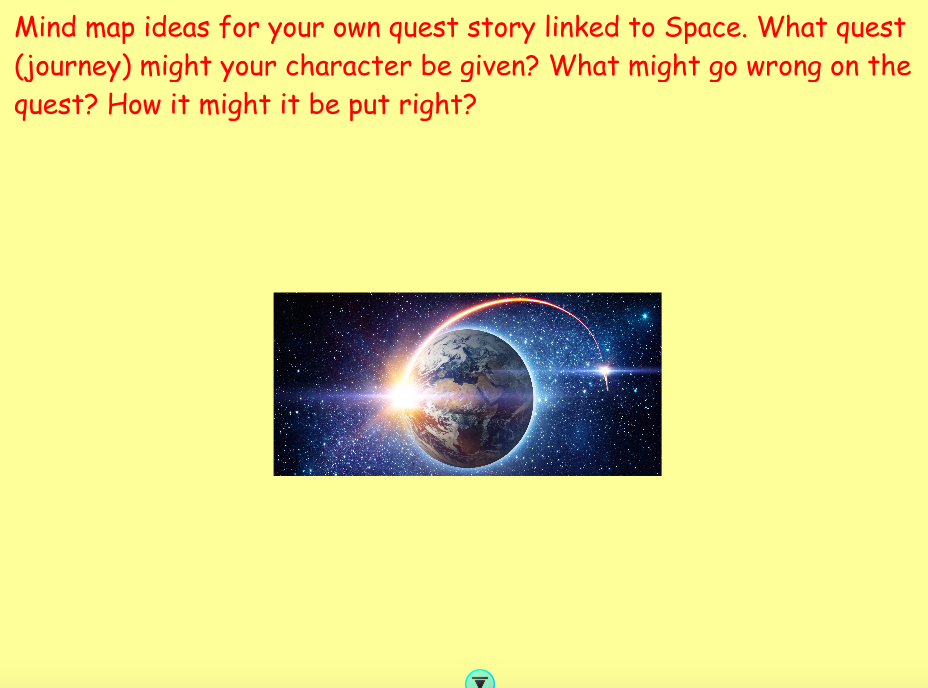 Mind map ideas for your own quest story linked to Space. What quest
(journey) might your character be given? What might go wrong on the
quest? How it might it be put right?